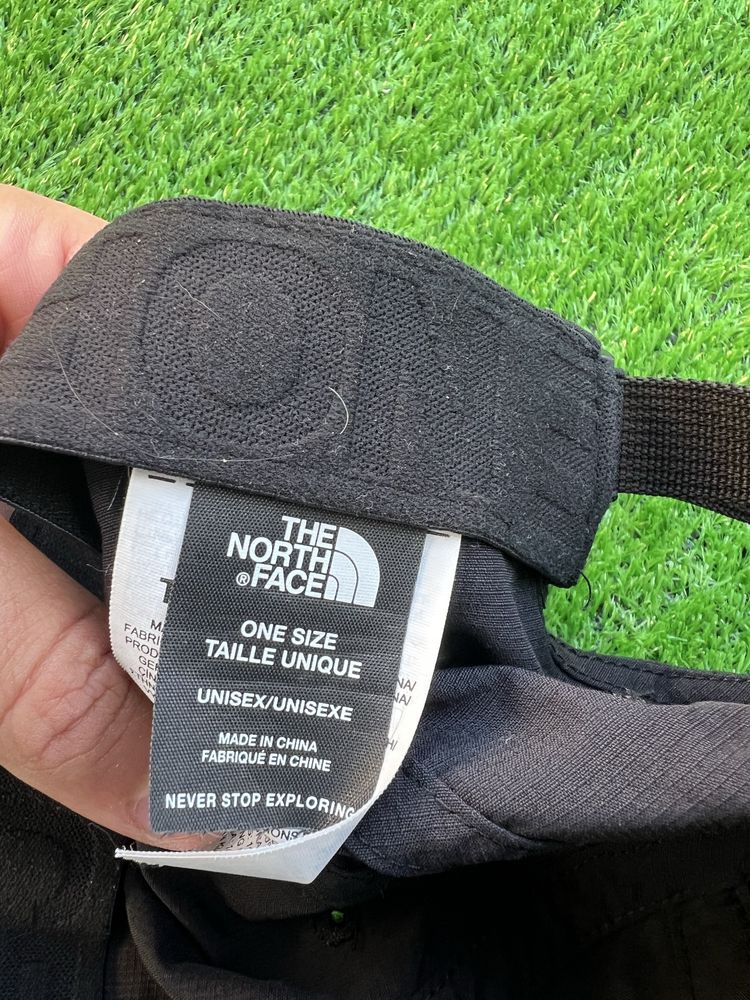 THE
NORTH
®FACE
ONE SIZE
TAILLE UNIQUE
UNISEX/UNISEXE
MADE IN CHINA
FABRIQUÉ EN CHINE
NEVER STOP EXPLORING